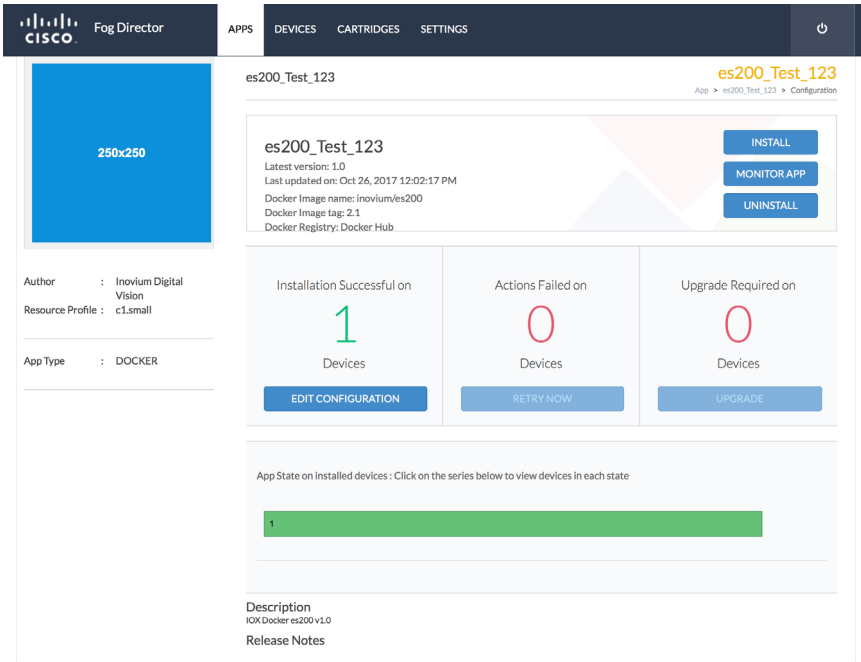 CISCO
Fog Director
APPS DEVICES CARTRIDGES SETTINGS
250x250
Author : Inovium Digital
Vision
Resource Profile : c1.small
App Type : DOCKER
es200_Test_123
es200_Test_123
App > es200_Test_123 > Configuration
es200_Test_123
Latest version: 1.0
Last updated on: Oct 26, 2017 12:02:17 PM
Docker Image name: inovium/es200
Docker Image tag: 2.1
Docker Registry: Docker Hub
INSTALL
MONITOR APP
UNINSTALL
Installation Successful on
1
Devices
EDIT CONFIGURATION
Actions Failed on
0
Devices
RETRY NOW
Upgrade Required on
0
Devices
UPGRADE
App State on installed devices : Click on the series below to view devices in each state
1
Description
IOX Docker es200 v1.0
Release Notes